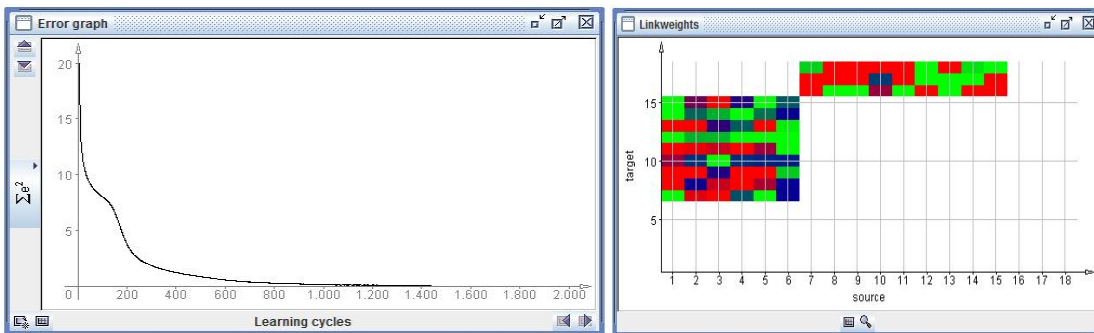 Error graph
Σe²
20
15
10
5
0 200 400 600 800 1.000 1.200 1.400 1.600 1.800 2.000
Learning cycles
Linkweights
target
15
10
5
1 2 3 4 5 6 7 8 9 10 11 12 13 14 15 16 17 18
source